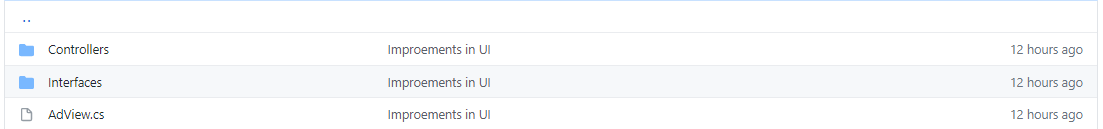 ..
Controllers Improements in UI 12 hours ago
Interfaces Improements in UI 12 hours ago
AdView.cs Improements in UI 12 hours ago